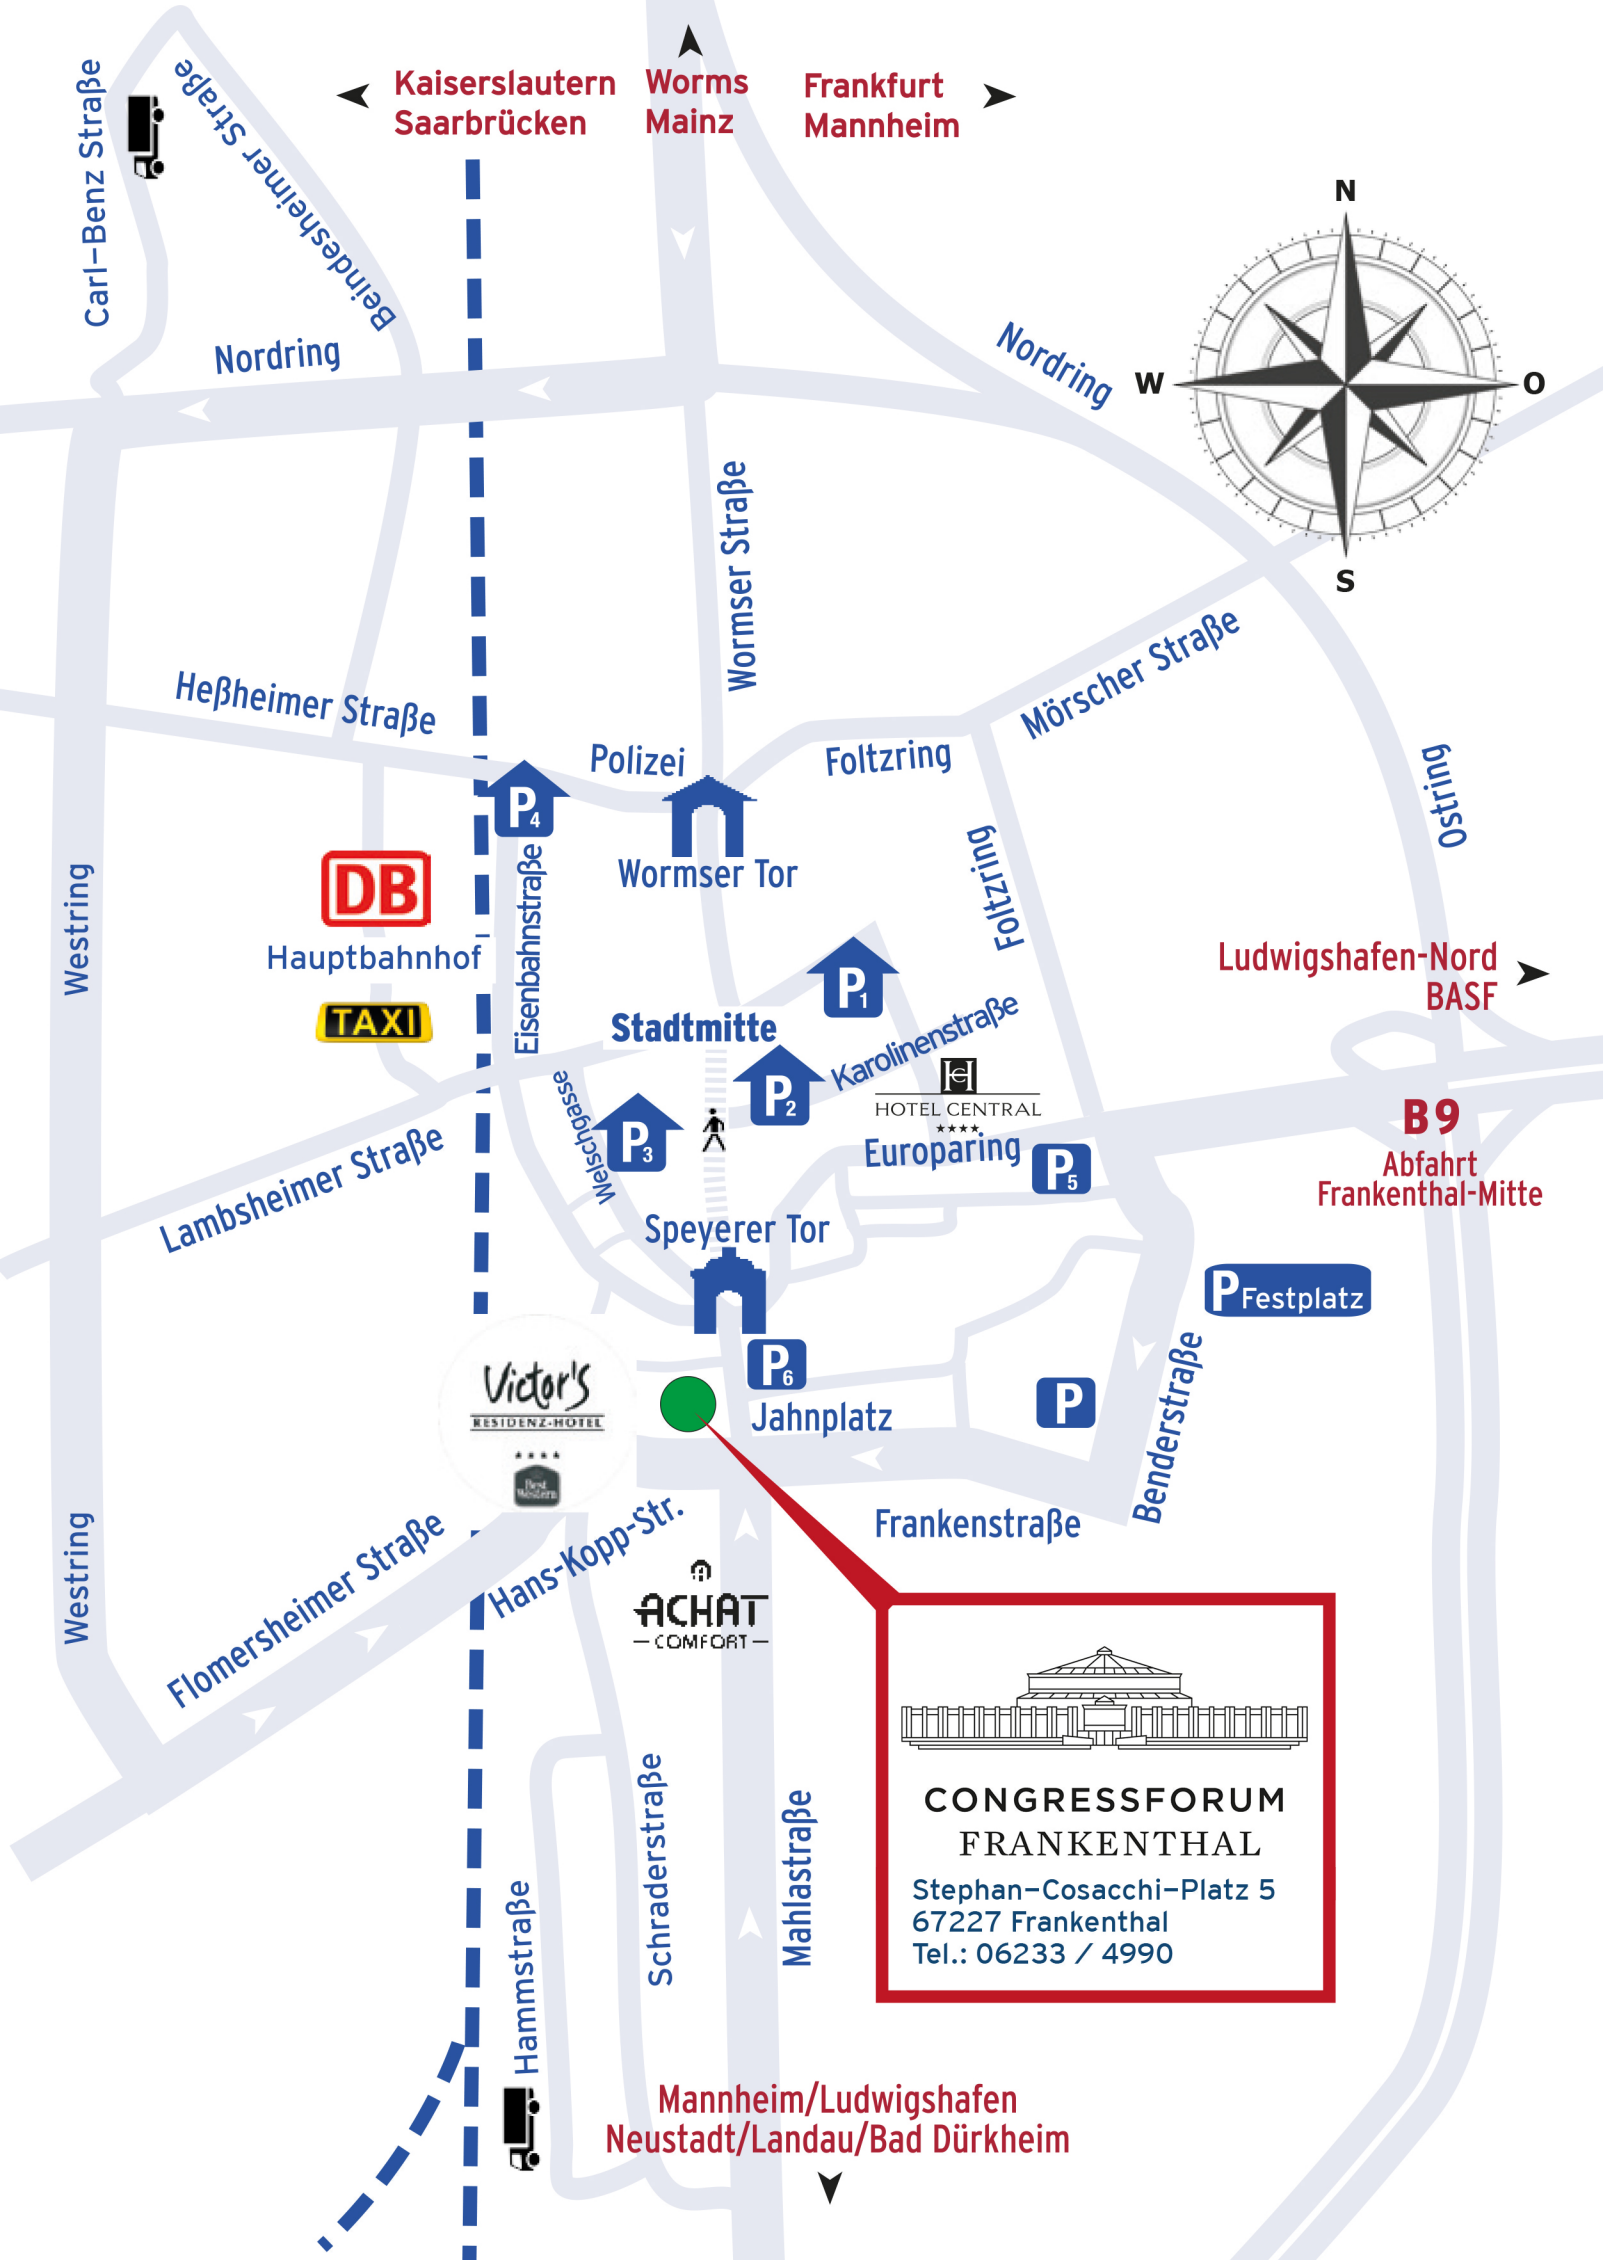 Carl-Benz Straße
Beindesheimer Straße
Kaiserslautern
Saarbrücken
Worms
Mainz
Frankfurt
Mannheim
N
W
O
S
Nordring
Nordring
Wormser Straße
Mörscher Straße
Heßheimer Straße
Polizei
Foltzring
Foltzring
Ostring
P4
Wormser Tor
Westring
DB
Hauptbahnhof
TAXI
Eisenbahnstraße
Stadtmitte
P1
Karolinenstraße
Ludwigshafen-Nord
BASF
P2
HOTEL CENTRAL
Welschgasse
P3
Europaring
P5
B9
Abfahrt
Frankenthal-Mitte
Lambsheimer Straße
Speyerer Tor
P Festplatz
Victor's
RESIDENZ-HOTEL
Best
Western
P6
Jahnplatz
P
Benderstraße
Westring
Flomersheimer Straße
Hans-Kopp-Str.
Frankenstraße
ACHAT
COMFORT
CONGRESSFORUM
FRANKENTHAL
Stephan-Cosacchi-Platz 5
67227 Frankenthal
Tel.: 06233 / 4990
Schraderstraße
Mahlastraße
Hammstraße
Mannheim/Ludwigshafen
Neustadt/Landau/Bad Dürkheim